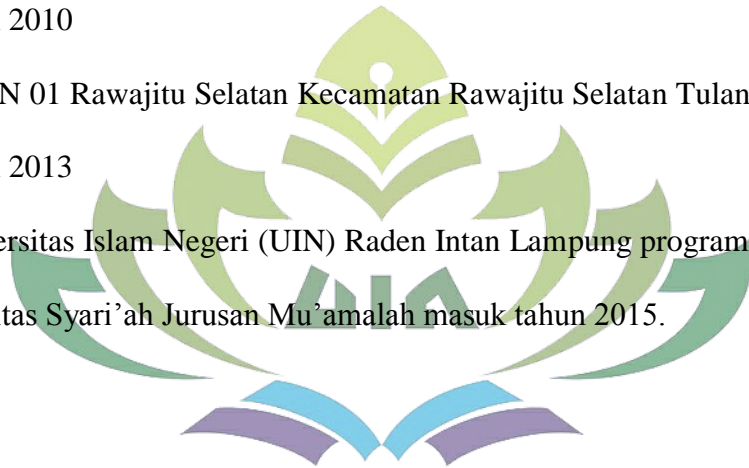 2010
N 01 Rawajitu Selatan Kecamatan Rawajitu Selatan Tulan
2013
ersitas Islam Negeri (UIN) Raden Intan Lampung program
UIN
tas Syari’ah Jurusan Mu’amalah masuk tahun 2015.